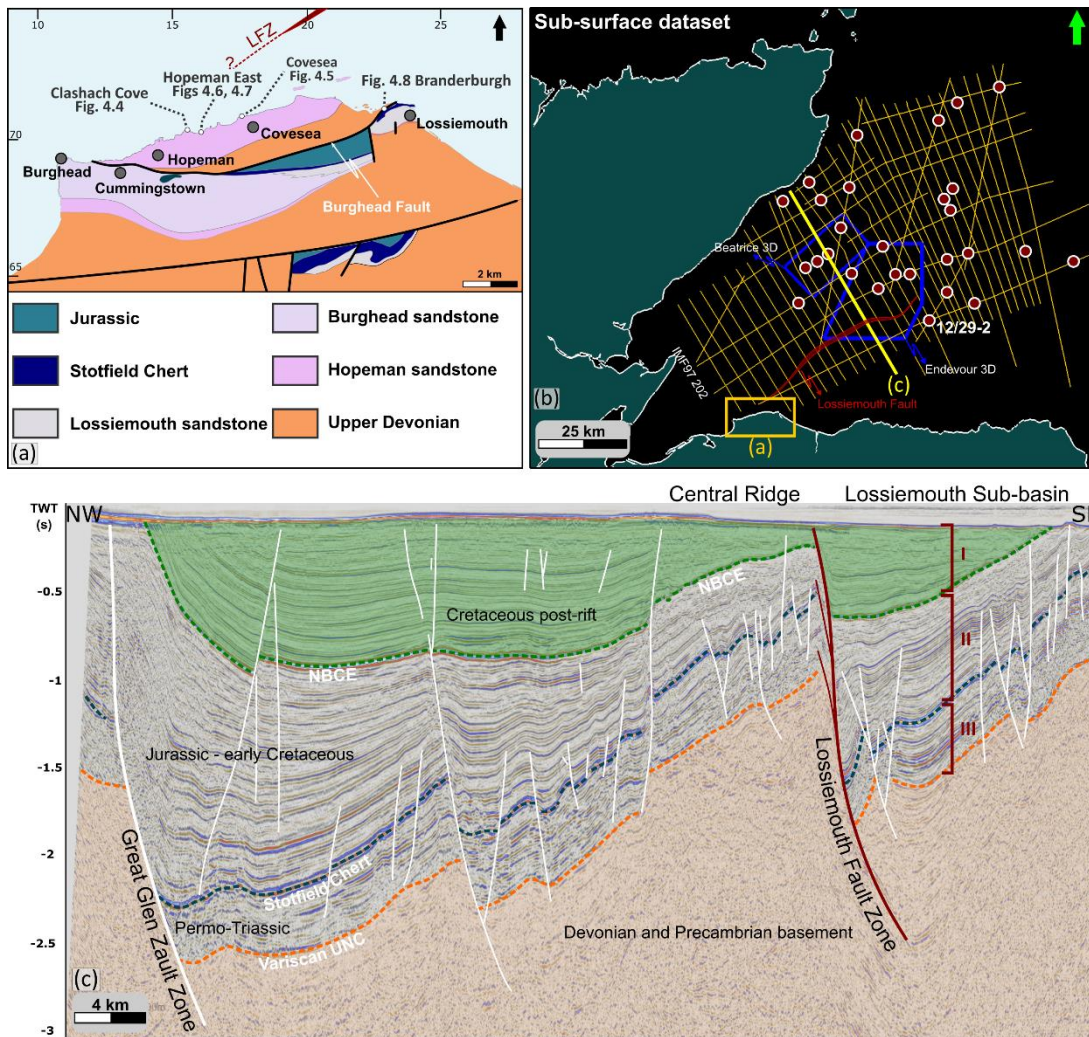 10
15
20
25
LFZ
?
Hopeman East
Figs 4.6, 4.7
Covesea
Fig. 4.5
Clashach Cove
Fig. 4.4
Fig. 4.8 Branderburgh
70
65
Covesea
Lossiemouth
Burghead
Hopeman
Cummingstown
Burghead Fault
2 km
Jurassic
Burghead sandstone
Stotfield Chert
Hopeman sandstone
Lossiemouth sandstone
Upper Devonian
(a)
Sub-surface dataset
Beatrice 3D
12/29-2
IMF97 202
Endevour 3D
(c)
Lossiemouth Fault
(b)
25 km
(a)
TWT
(s)
NW
Central Ridge
Lossiemouth Sub-basin
-0.5
-1
-1.5
-2
-2.5
-3
I
II
III
NBCE
Cretaceous post-rift
NBCE
Jurassic - early Cretaceous
Stotfield Chert
Permo-Triassic
Variscan UNC
Devonian and Precambrian basement
Great Glen Zault Zone
Lossiemouth Fault Zone
(c)
4 km